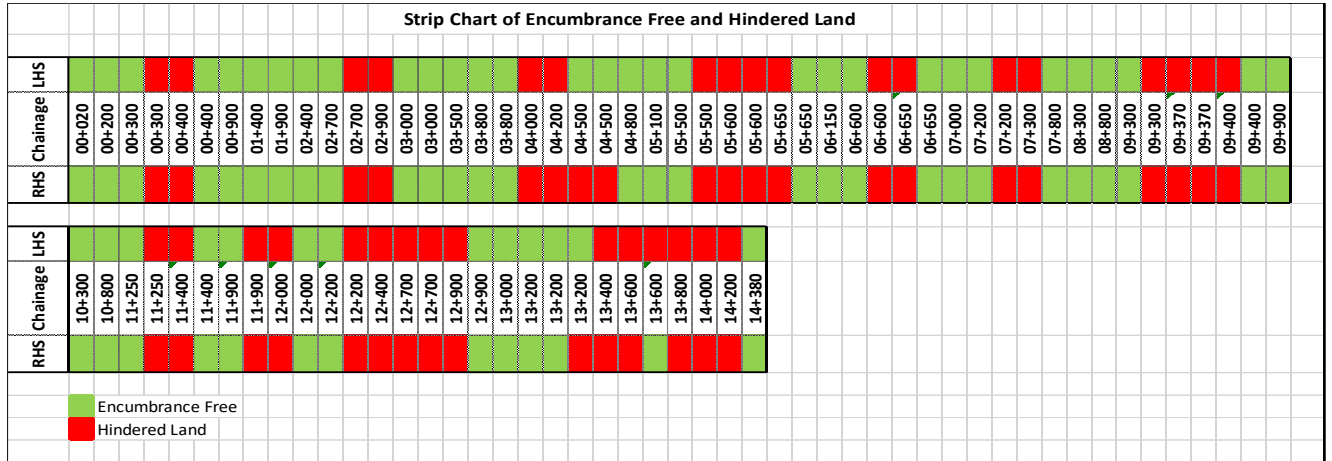 Strip Chart of Encumbrance Free and Hindered Land
LHS
Chainage 00+020 00+200 00+300 00+300 00+400 00+400 00+900 01+400 01+900 02+400 02+700 02+700 02+900 03+000 03+000 03+500 03+800 03+800 04+000 04+200 04+500 04+500 04+800 05+100 05+500 05+500 05+600 05+600 05+650 05+650 06+150 06+600 06+600 06+650 06+650 07+000 07+200 07+200 07+300 07+800 08+300 08+800 09+300 09+300 09+370 09+370 09+400 09+400 09+900
RHS
LHS
Chainage 10+300 10+800 11+250 11+250 11+400 11+400 11+900 11+900 12+000 12+000 12+200 12+200 12+400 12+700 12+700 12+900 12+900 13+000 13+200 13+200 13+400 13+600 13+600 13+800 14+000 14+200 14+380
RHS
Encumbrance Free
Hindered Land